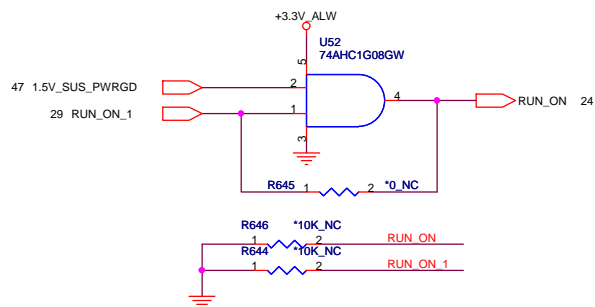 +3.3V_ALW
U52
74AHC1G08GW
5
47 1.5V_SUS_PWRGD 2
4 RUN_ON 24
29 RUN_ON_1 1
3
R645 1 2 *0_NC
R646 *10K_NC
1 2 RUN_ON
R644 *10K_NC
1 2 RUN_ON_1